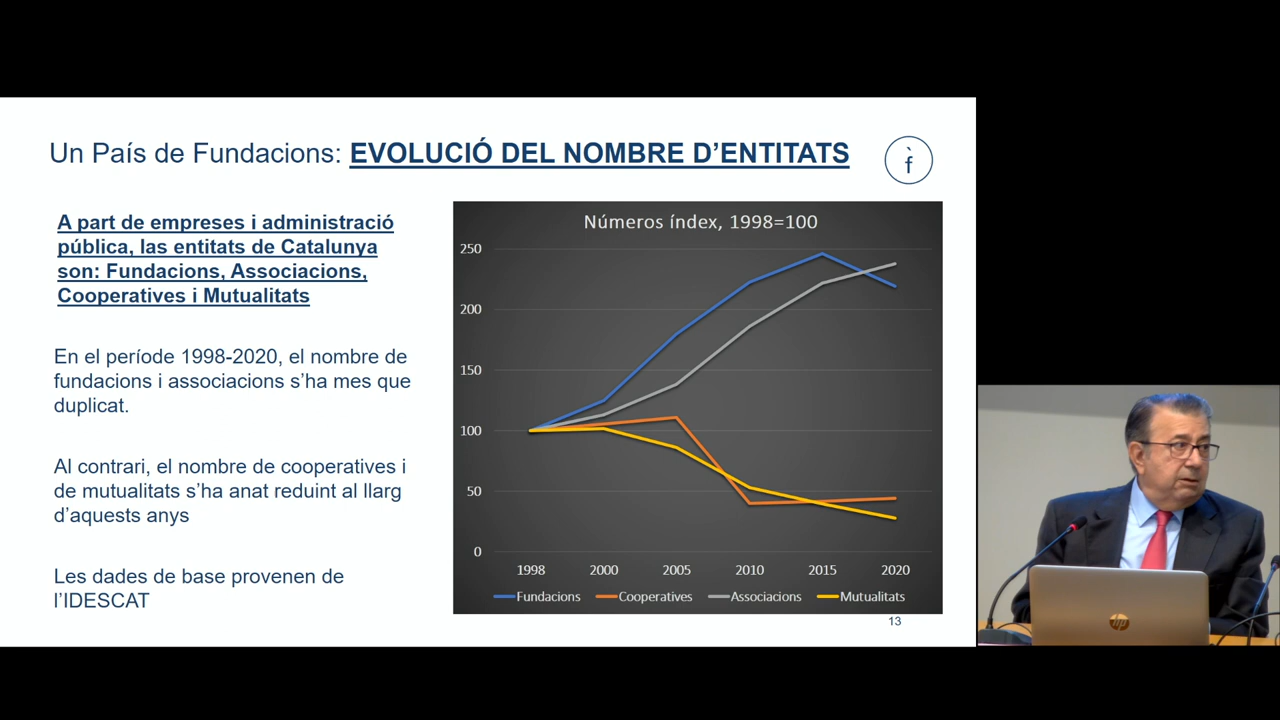 Un País de Fundacions: EVOLUCIÓ DEL NOMBRE D'ENTITATS
f̀
A part de empreses i administració
pública, las entitats de Catalunya
son: Fundacions, Associacions,
Cooperatives i Mutualitats
En el període 1998-2020, el nombre de
fundacions i associacions s'ha mes que
duplicat.
Al contrari, el nombre de cooperatives i
de mutualitats s'ha anat reduint al llarg
d'aquests anys
Les dades de base provenen de
l'IDESCAT
Números índex, 1998=100
250
200
150
100
50
0
1998 2000 2005 2010 2015 2020
Fundacions Cooperatives Associacions Mutualitats
13
hp